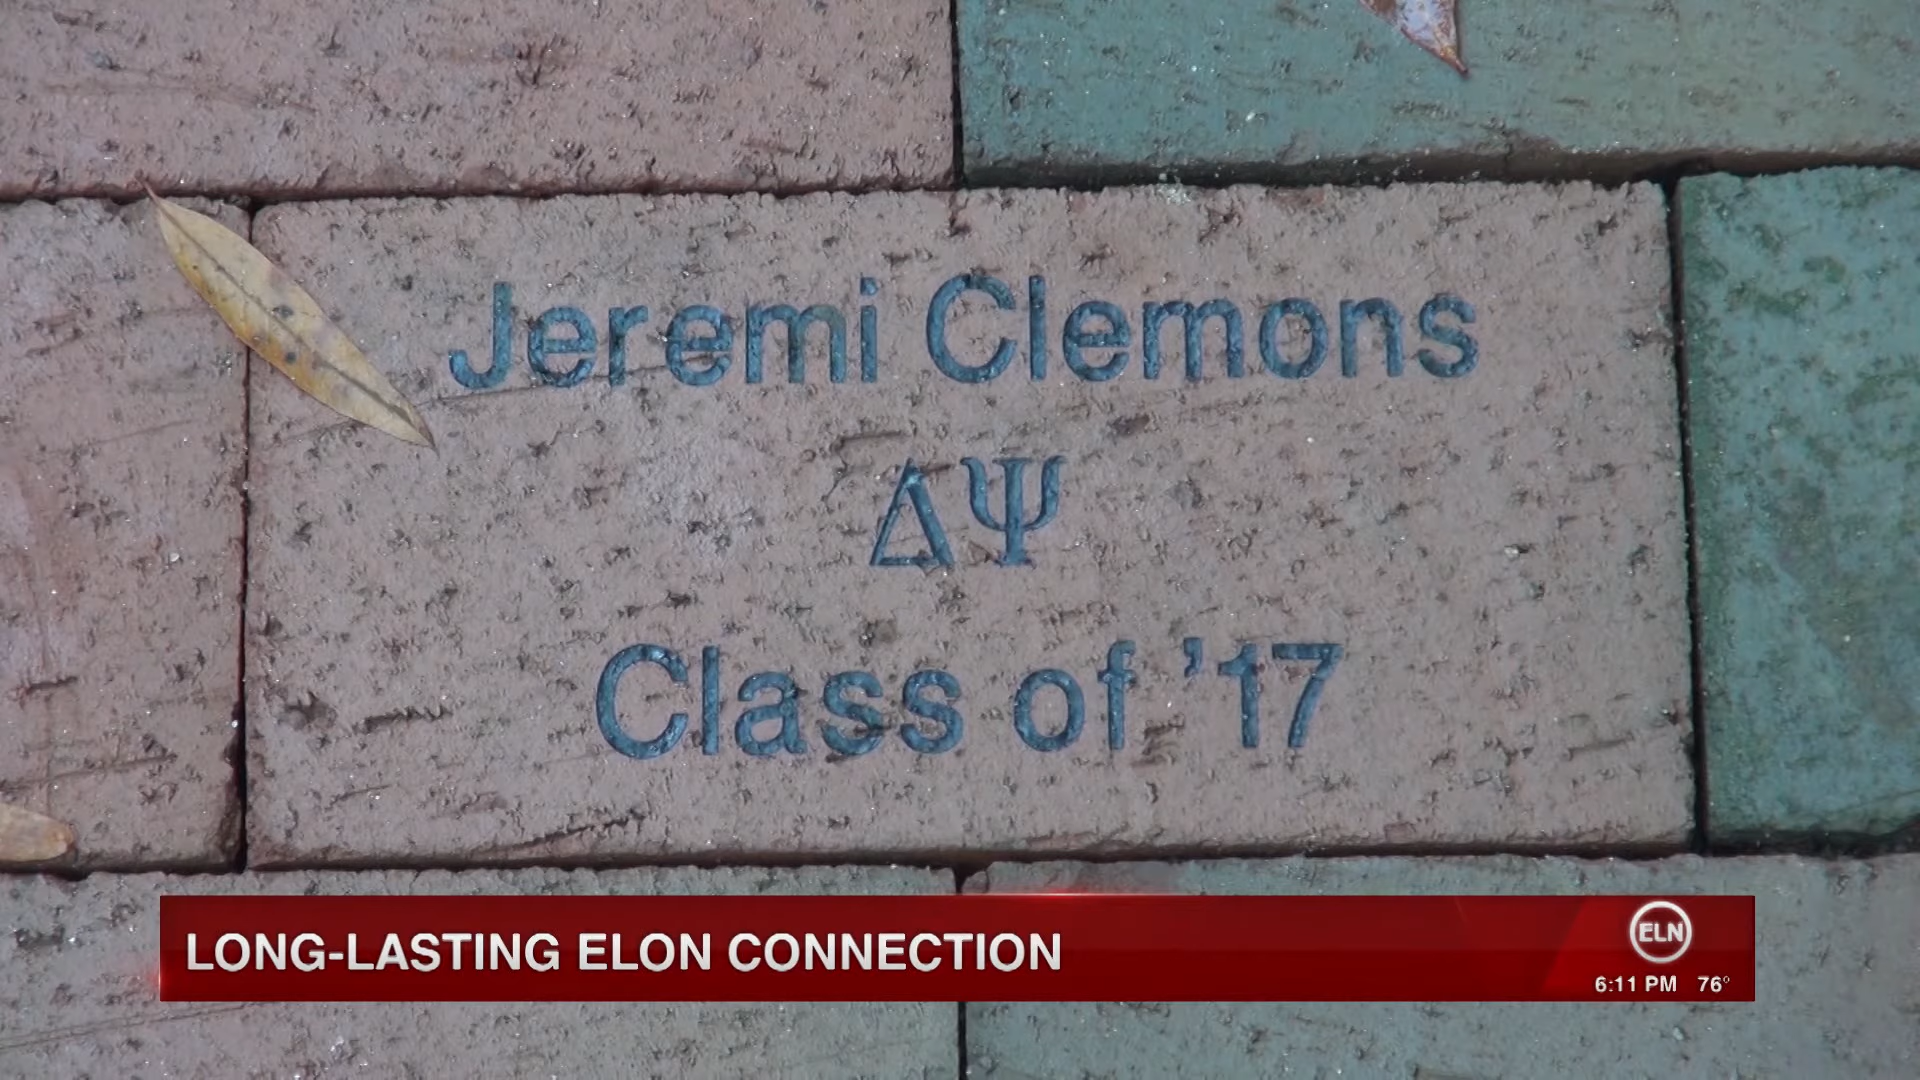 Jeremi Clemons
ΔΨ
Class of '17
LONG-LASTING ELON CONNECTION
ELN
6:11 PM 76°